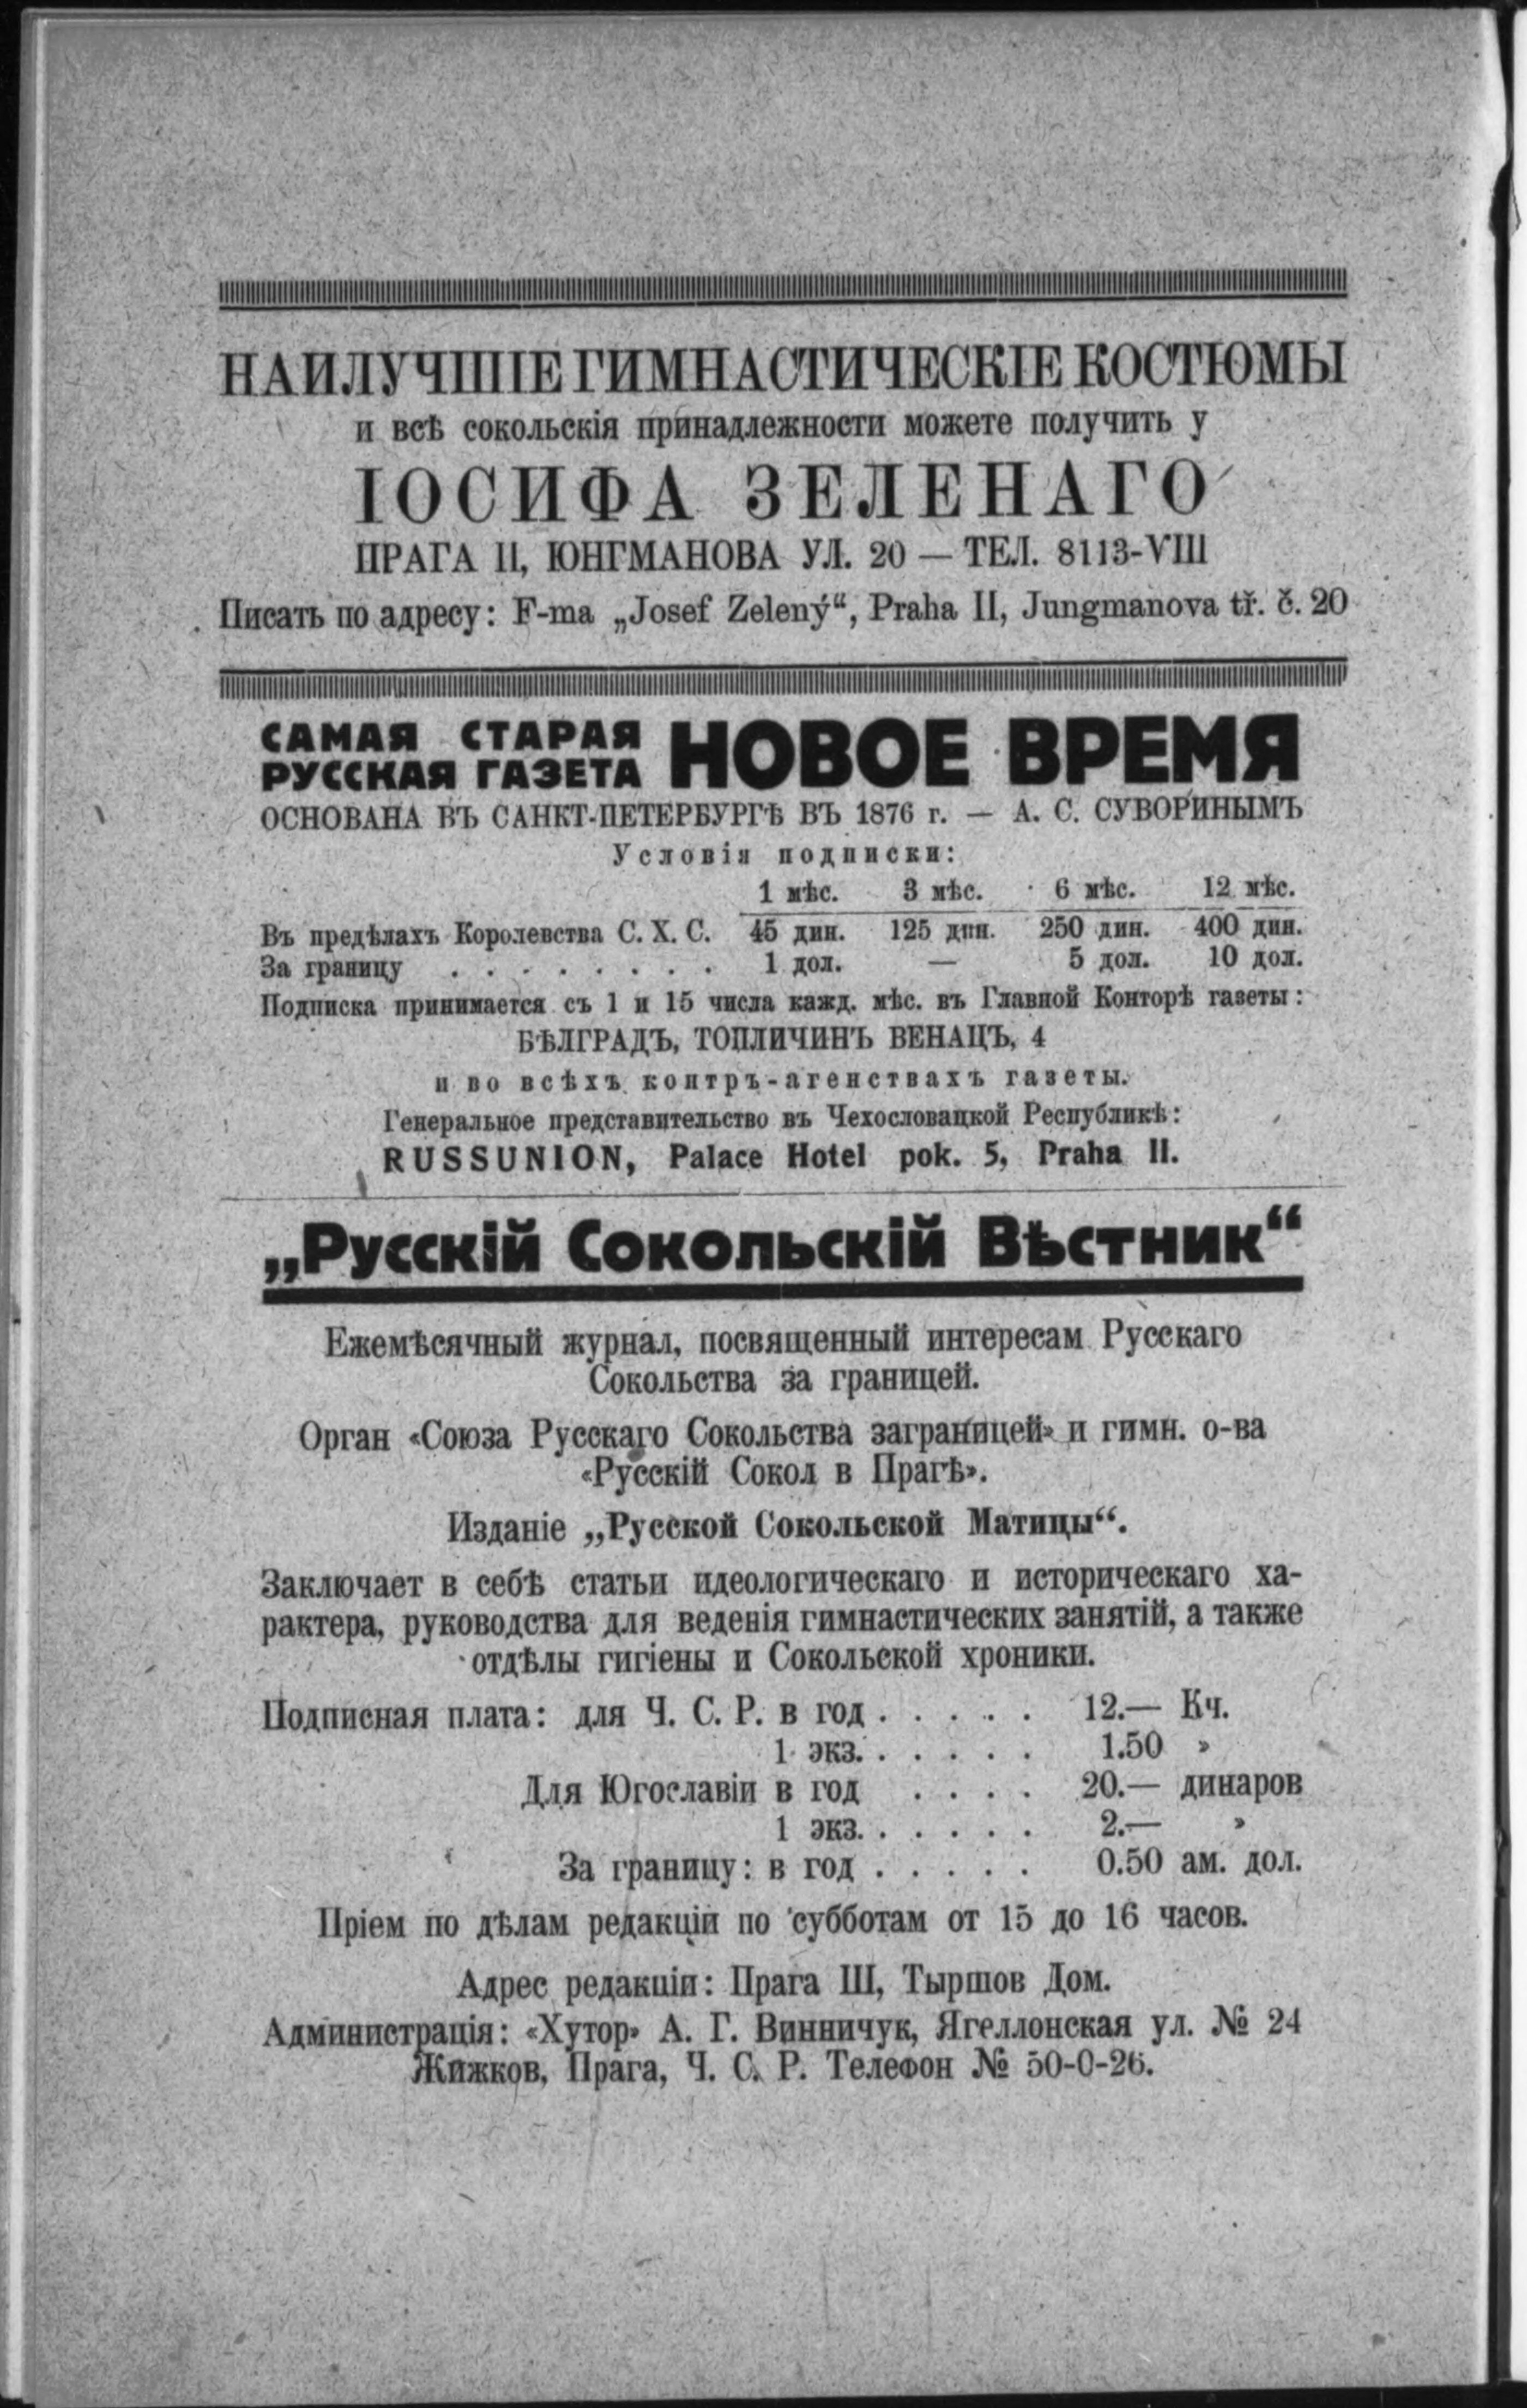 НАИЛУЧШІЕ ГИМНАСТИЧЕСКІЕ КОСТЮМЫ
и всѣ сокольскія принадлежности можете получить у
ІОСИФА ЗЕЛЕНАГО
ПРАГА II, ЮНГМАНОВА УЛ. 20 — ТЕЛ. 8113-VIII
Писать по адресу: F-ma „Josef Zelený“, Praha II, Jungmanova tř. č. 20
САМАЯ СТАРАЯ РУССКАЯ ГАЗЕТА НОВОЕ ВРЕМЯ
ОСНОВАНА ВЪ САНКТ-ПЕТЕРБУРГѢ ВЪ 1876 г. — А. С. СУВОРИНЫМЪ
Условія подписки:
1 мѣс. 3 мѣс. 6 мѣс. 12 мѣс.
Въ предѣлахъ Королевства С. Х. С. 45 дин. 125 дин. 250 дин. 400 дин.
За границу . . . . . . . . 1 дол. — 5 дол. 10 дол.
Подписка принимается съ 1 и 15 числа кажд. мѣс. въ Главной Конторѣ газеты:
БѢЛГРАДЪ, ТОПЛИЧИНЪ ВЕНАЦЪ, 4
и во всѣхъ контръ-агенствахъ газеты.
Генеральное представительство въ Чехословацкой Республикѣ:
RUSSUNION, Palace Hotel pok. 5, Praha II.
„Русскій Сокольскій Вѣстник“
Ежемѣсячный журнал, посвященный интересам Русскаго
Сокольства за границей.
Орган «Союза Русскаго Сокольства заграницей» и гимн. о-ва
«Русскій Сокол в Прагѣ».
Изданіе „Русской Сокольской Матицы“.
Заключает в себѣ статьи идеологическаго и историческаго ха-
рактера, руководства для веденія гимнастических занятій, а также
отдѣлы гигіены и Сокольской хроники.
Подписная плата: для Ч. С. Р. в год . . . . . 12.— Кч.
1 экз. . . . . . 1.50 »
Для Югославіи в год . . . . 20.— динаров
1 экз. . . . . . 2.— »
За границу: в год . . . . . 0.50 ам. дол.
Пріем по дѣлам редакціи по субботам от 15 до 16 часов.
Адрес редакціи: Прага III, Тыршов Дом.
Администрація: «Хутор» А. Г. Винничук, Ягеллонская ул. № 24
Жижков, Прага, Ч. С. Р. Телефон № 50-0-26.